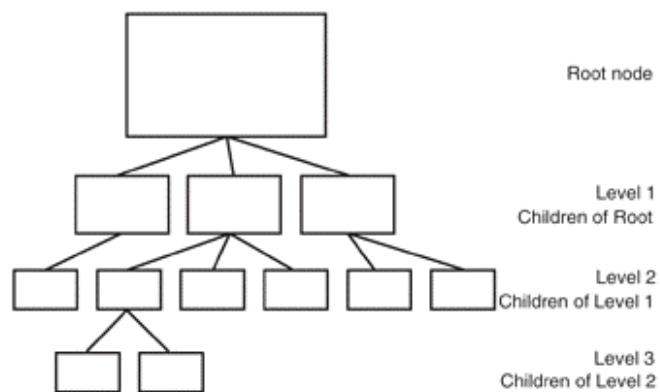 Root node
Level 1
Children of Root
Level 2
Children of Level 1
Level 3
Children of Level 2